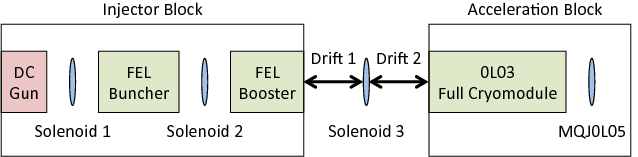 Injector Block
Acceleration Block
DC
Gun
FEL
Buncher
FEL
Booster
Drift 1
Drift 2
0L03
Full Cryomodule
Solenoid 1
Solenoid 2
Solenoid 3
MQJ0L05